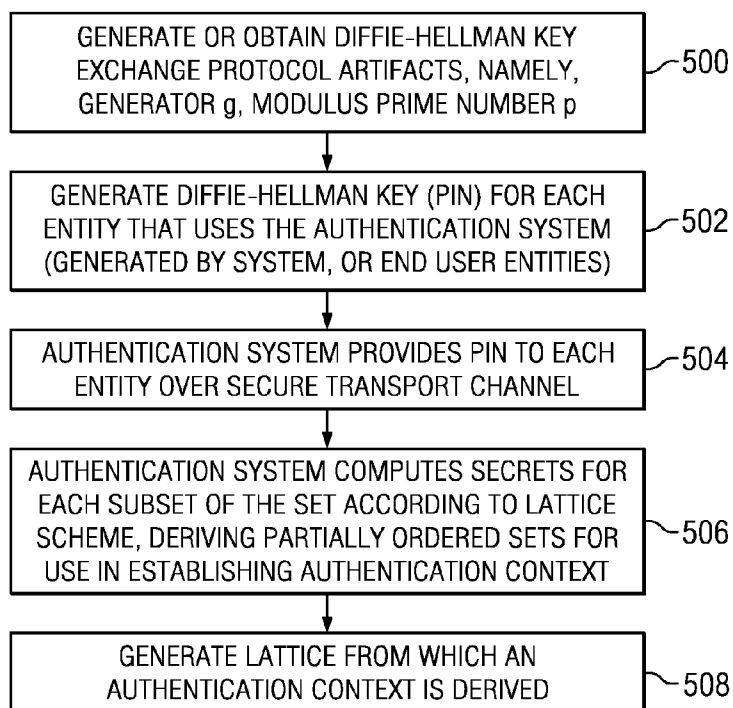 GENERATE OR OBTAIN DIFFIE-HELLMAN KEY
EXCHANGE PROTOCOL ARTIFACTS, NAMELY,
GENERATOR g, MODULUS PRIME NUMBER p
500
GENERATE DIFFIE-HELLMAN KEY (PIN) FOR EACH
ENTITY THAT USES THE AUTHENTICATION SYSTEM
(GENERATED BY SYSTEM, OR END USER ENTITIES)
502
AUTHENTICATION SYSTEM PROVIDES PIN TO EACH
ENTITY OVER SECURE TRANSPORT CHANNEL
504
AUTHENTICATION SYSTEM COMPUTES SECRETS FOR
EACH SUBSET OF THE SET ACCORDING TO LATTICE
SCHEME, DERIVING PARTIALLY ORDERED SETS FOR
USE IN ESTABLISHING AUTHENTICATION CONTEXT
506
GENERATE LATTICE FROM WHICH AN
AUTHENTICATION CONTEXT IS DERIVED
508